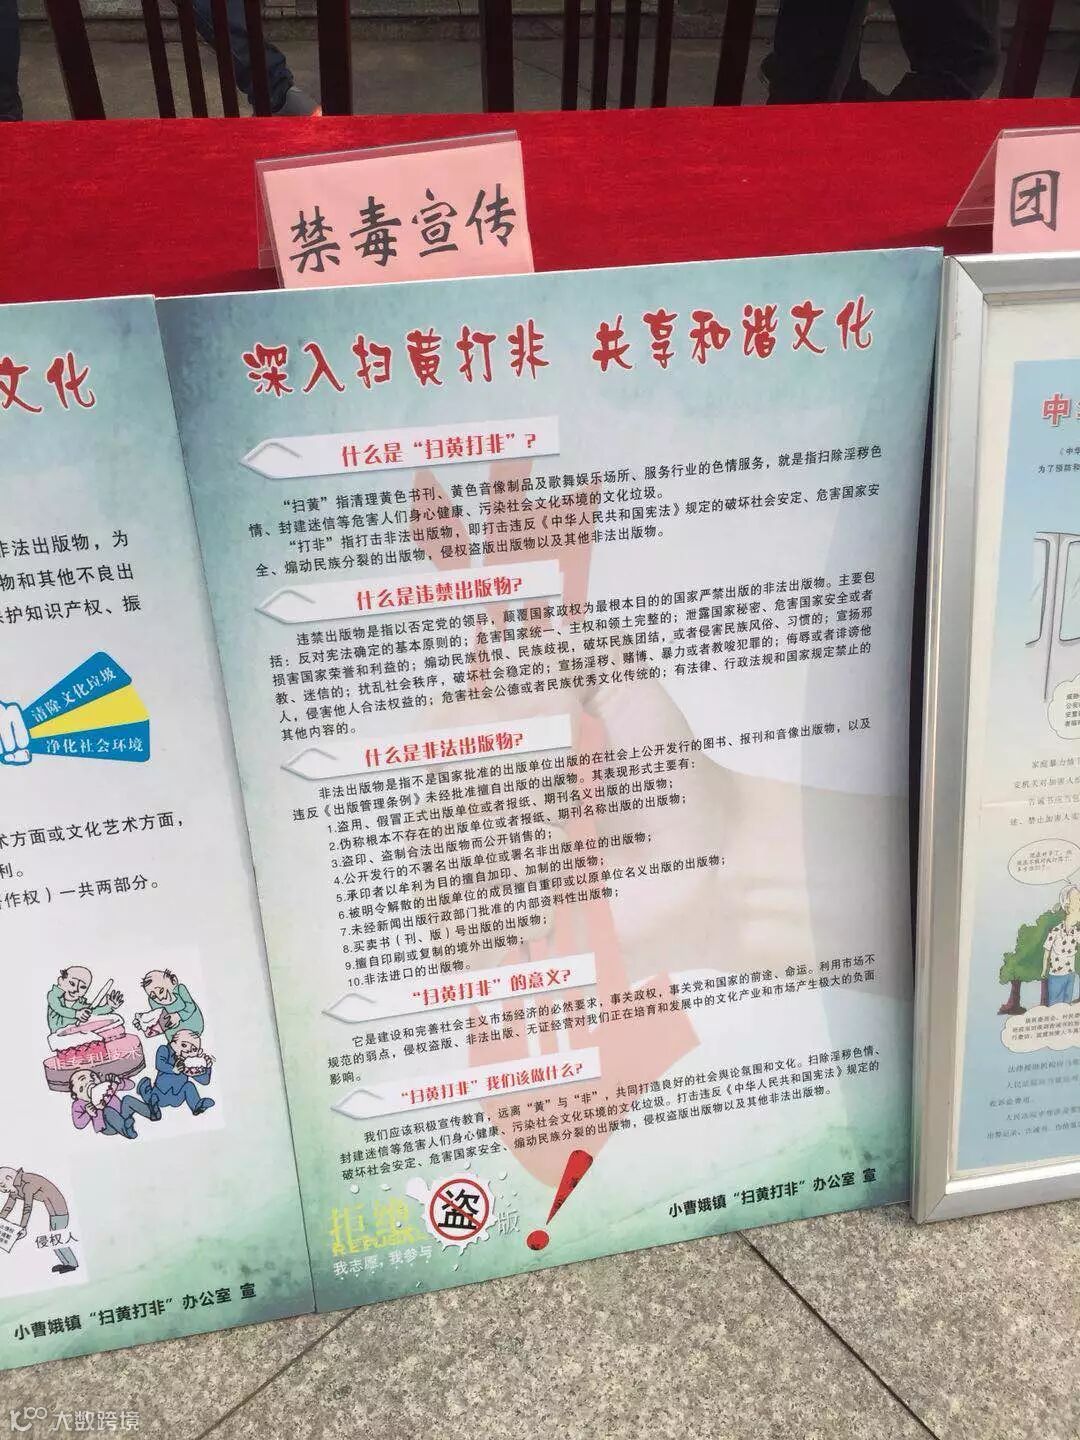 禁毒宣传
团
文化
非法出版物，为
物和其他不良出
保护知识产权、振
清除文化垃圾
净化社会环境
术方面或文化艺术方面，
利。
作权）一共两部分。
非专利技术
侵权人
小曹娥镇“扫黄打非”办公室 宣
深入扫黄打非 共享和谐文化
什么是“扫黄打非”？
“扫黄”指清理黄色书刊、黄色音像制品及歌舞娱乐场所、服务行业的色情服务，就是指扫除淫秽色
情、封建迷信等危害人们身心健康、污染社会文化环境的文化垃圾。
“打非”指打击非法出版物，即打击违反《中华人民共和国宪法》规定的破坏社会安定、危害国家安
全、煽动民族分裂的出版物，侵权盗版出版物以及其他非法出版物。
什么是违禁出版物？
违禁出版物是指以否定党的领导，颠覆国家政权为最根本目的的国家严禁出版的非法出版物。主要包
括：反对宪法确定的基本原则的；危害国家统一、主权和领土完整的；泄露国家秘密、危害国家安全或者
损害国家荣誉和利益的；煽动民族仇恨、民族歧视，破坏民族团结，或者侵害民族风俗、习惯的；宣扬邪
教、迷信的；扰乱社会秩序，破坏社会稳定的；宣扬淫秽、赌博、暴力或者教唆犯罪的；侮辱或者诽谤他
人，侵害他人合法权益的；危害社会公德或者民族优秀文化传统的；有法律、行政法规和国家规定禁止的
其他内容的。
什么是非法出版物？
非法出版物是指不是国家批准的出版单位出版的在社会上公开发行的图书、报刊和音像出版物，以及
违反《出版管理条例》未经批准擅自出版的出版物。其表现形式主要有：
1.盗用、假冒正式出版单位或者报纸、期刊名义出版的出版物；
2.伪称根本不存在的出版单位或者报纸、期刊名称出版的出版物；
3.盗印、盗制合法出版物而公开销售的；
4.公开发行的不署名出版单位或署名非出版单位的出版物；
5.承印者以牟利为目的擅自加印、加制的出版物；
6.被明令解散的出版单位的成员擅自重印或以原单位名义出版的出版物；
7.未经新闻出版行政部门批准的内部资料性出版物；
8.买卖书（刊、版）号出版的出版物；
9.擅自印刷或复制的境外出版物；
10.非法进口的出版物。
“扫黄打非”的意义？
它是建设和完善社会主义市场经济的必然要求，事关政权，事关党和国家的前途、命运。利用市场不
规范的弱点，侵权盗版、非法出版、无证经营对我们正在培育和发展中的文化产业和市场产生极大的负面
影响。
“扫黄打非”我们该做什么？
我们应该积极宣传教育，远离“黄”与“非”，共同打造良好的社会舆论氛围和文化。扫除淫秽色情、
封建迷信等危害人们身心健康、污染社会文化环境的文化垃圾。打击违反《中华人民共和国宪法》规定的
破坏社会安定、危害国家安全、煽动民族分裂的出版物，侵权盗版出版物以及其他非法出版物。
拒绝 盗 版
我志愿，我参与
小曹娥镇“扫黄打非”办公室 宣
中
《中华
为了预防和
家庭暴力情
安机关对加害人
告诫书应当包
述、禁止加害人实
大数跨境